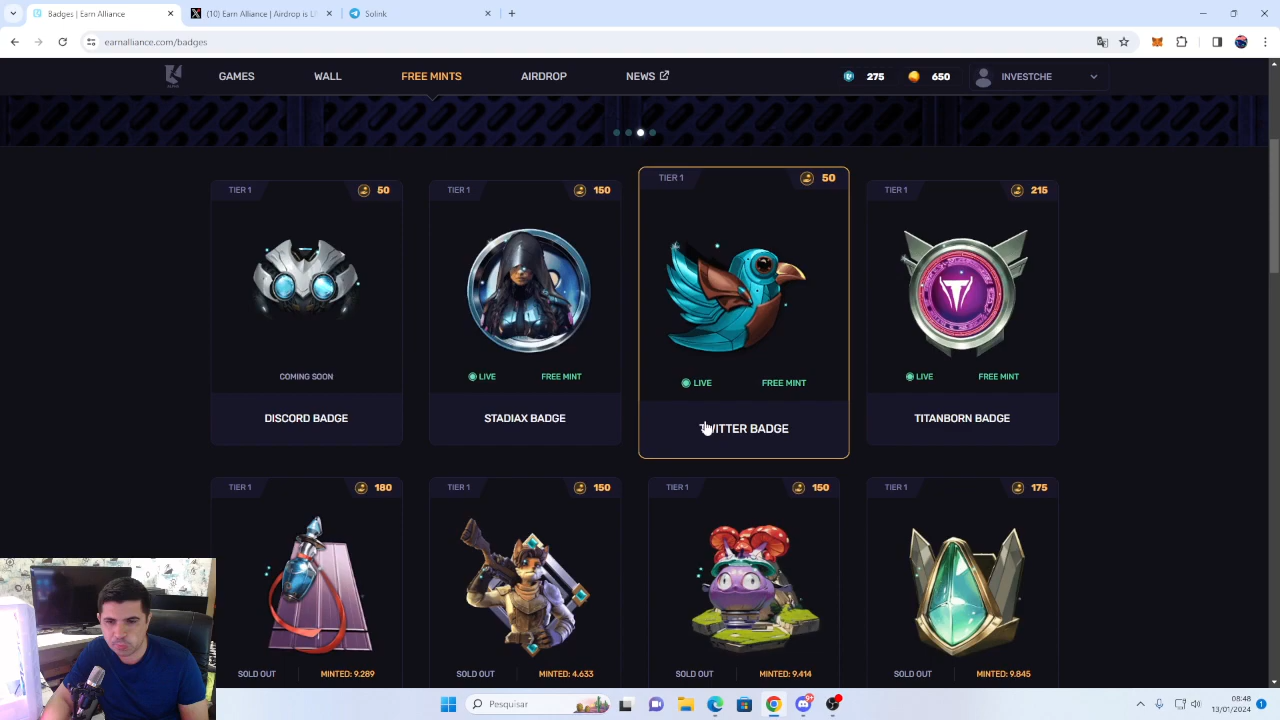 Badges | Earn Alliance
(10) Earn Alliance | Airdrop is L
Solink
earnalliance.com/badges
GAMES
WALL
FREE MINTS
AIRDROP
NEWS
275
650
INVESTCHE
TIER 1
50
TIER 1
150
TIER 1
50
TIER 1
215
COMING SOON
LIVE
FREE MINT
LIVE
FREE MINT
LIVE
FREE MINT
DISCORD BADGE
STADIAX BADGE
TWITTER BADGE
TITANBORN BADGE
TIER 1
180
TIER 1
150
TIER 1
150
TIER 1
175
SOLD OUT
MINTED: 9.289
SOLD OUT
MINTED: 4.633
SOLD OUT
MINTED: 9.414
SOLD OUT
MINTED: 9.845
Pesquisar
08:48
13/01/2024